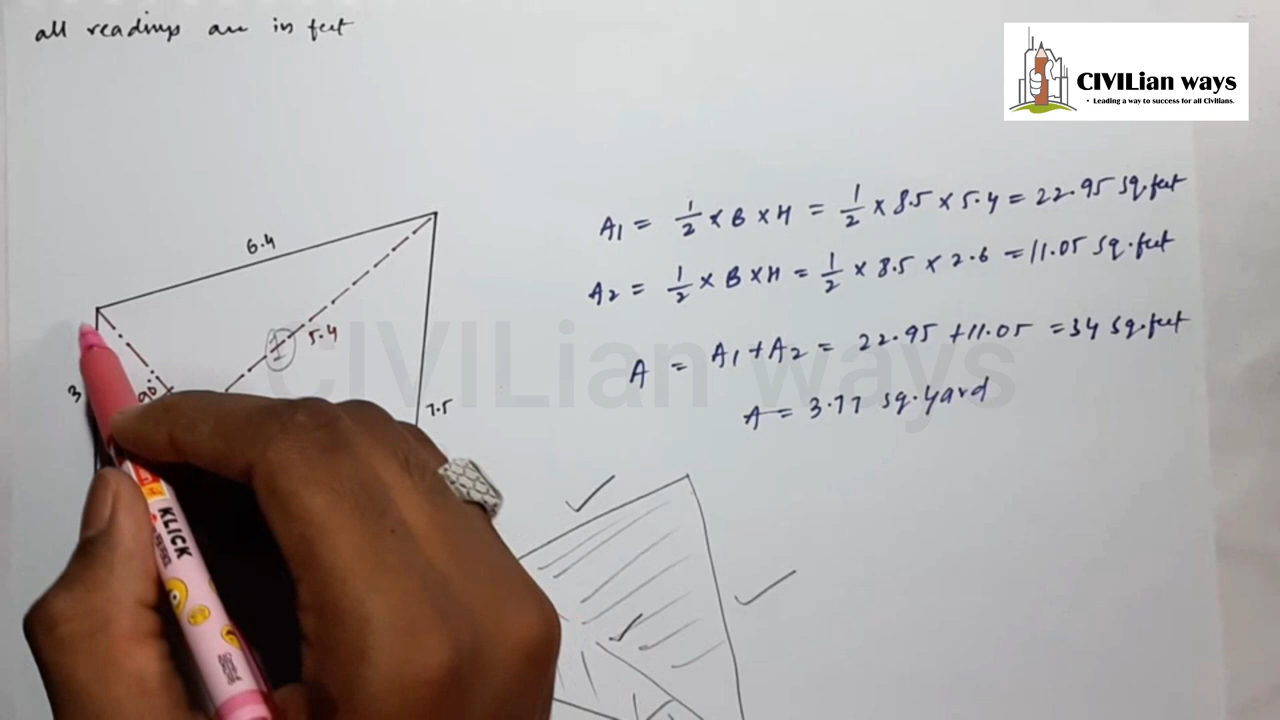 all readings are in feet
CIVILian ways
• Leading a way to success for all Civilians.
6.4
5.4
I
3
90°
7.5
A1 = 1/2 × B × H = 1/2 × 8.5 × 5.4 = 22.95 sq.feet
A2 = 1/2 × B × H = 1/2 × 8.5 × 2.6 = 11.05 sq.feet
A = A1 + A2 = 22.95 + 11.05 = 34 sq.feet
A = 3.77 sq.yard
CIVILian ways
KLICK